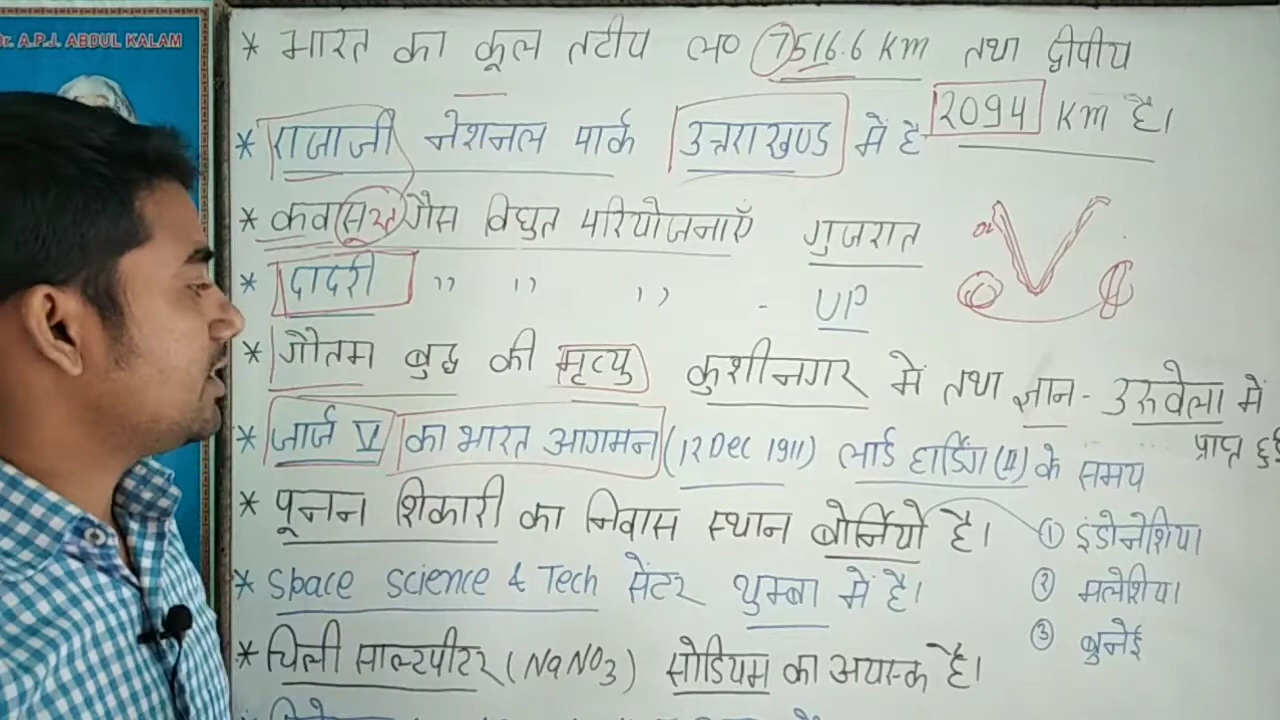 Dr. A.P.J. ABDUL KALAM
* भारत का कूल तटीय ल० 7516.6 KM तथा द्वीपीय 2094 KM है।
* राजाजी नेशनल पार्क उत्तराखण्ड में है
* कवास गैस विघुत परियोजनाएँ गुजरात
* दादरी " " " - UP
* गौतम बुद्ध की मृत्यु कुशीनगर में तथा ज्ञान - उरुवेला में प्राप्त हुई
* जार्ज V का भारत आगमन (12 Dec 1911) लार्ड हार्डिंग (II) के समय
* पूनन शिकारी का निवास स्थान बोर्नियो है।
① इंडोनेशिया
② मलेशिया
③ ब्रुनेई
* Space Science & Tech सेंटर थुम्बा में है।
* चिली साल्टपीटर (NaNO3) सोडियम का अयस्क है।